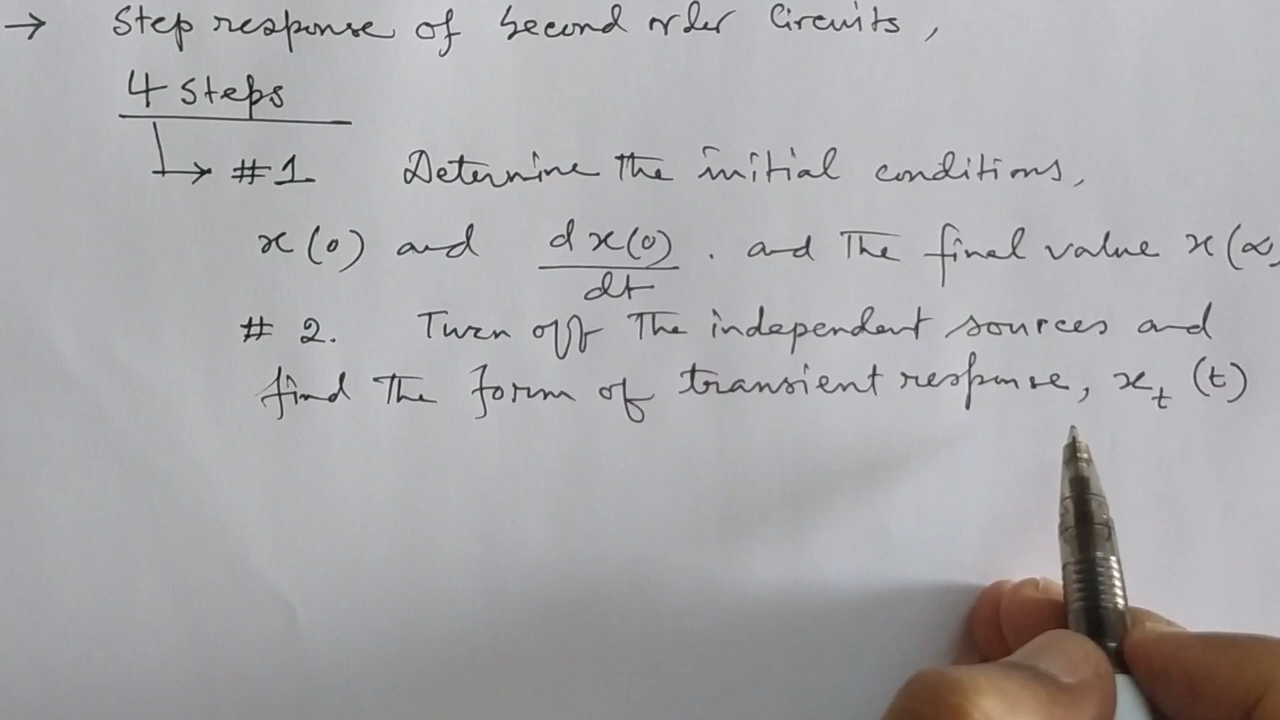 → Step response of Second order Circuits,
4 Steps
↳ #1 Determine the initial conditions,
x(0) and dx(0)/dt . and The final value x(∞)
# 2. Turn off The independent sources and
find The form of transient response, xₜ (t)